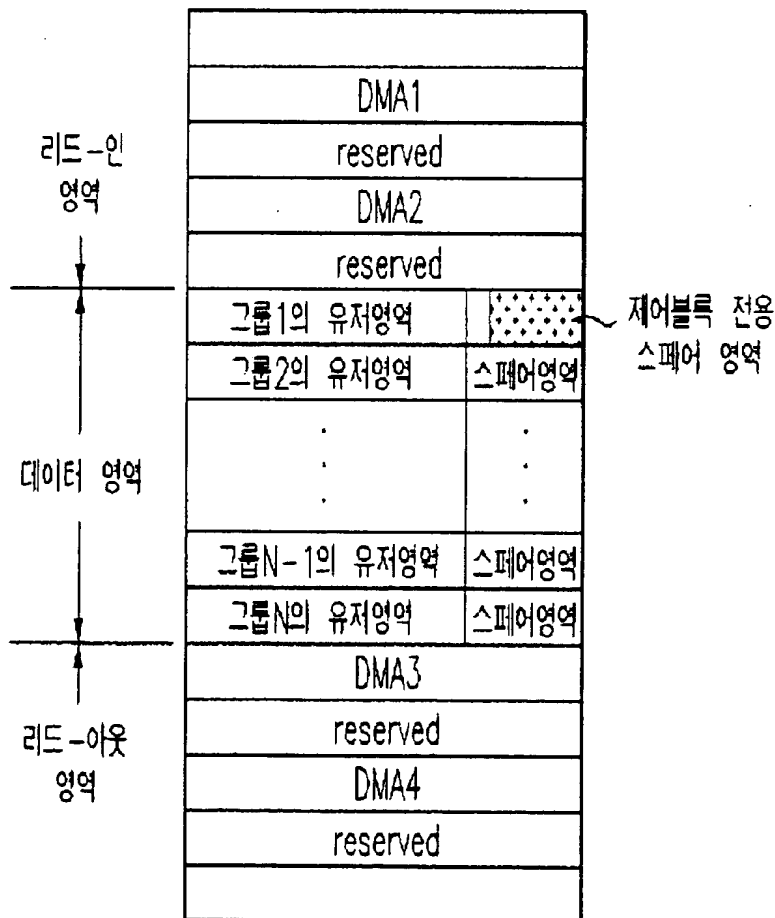 DMA1
reserved
DMA2
reserved
리드-인
영역
그룹1의 유저영역
제어블록 전용
스페어 영역
그룹2의 유저영역 스페어영역
데이터 영역
그룹N-1의 유저영역 스페어영역
그룹N의 유저영역 스페어영역
DMA3
reserved
DMA4
reserved
리드-아웃
영역